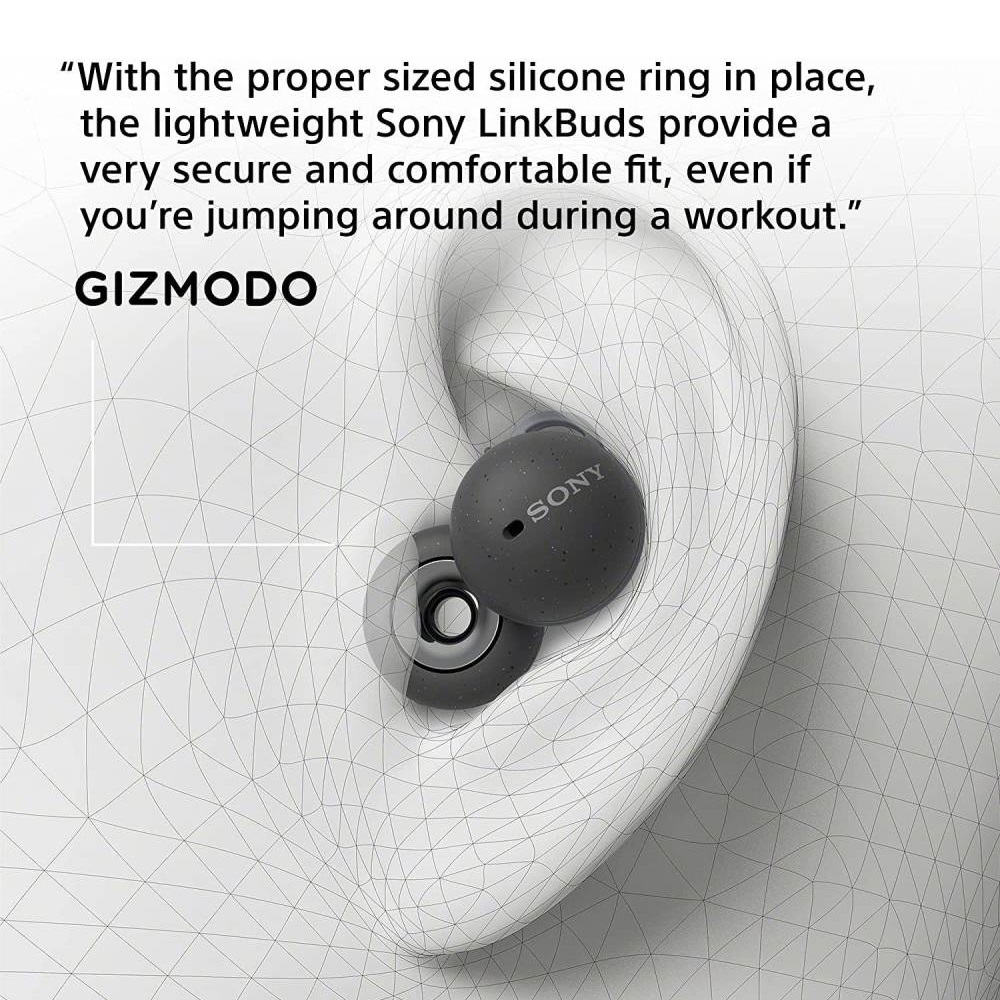 “With the proper sized silicone ring in place,
the lightweight Sony LinkBuds provide a
very secure and comfortable fit, even if
you’re jumping around during a workout.”
GIZMODO
SONY